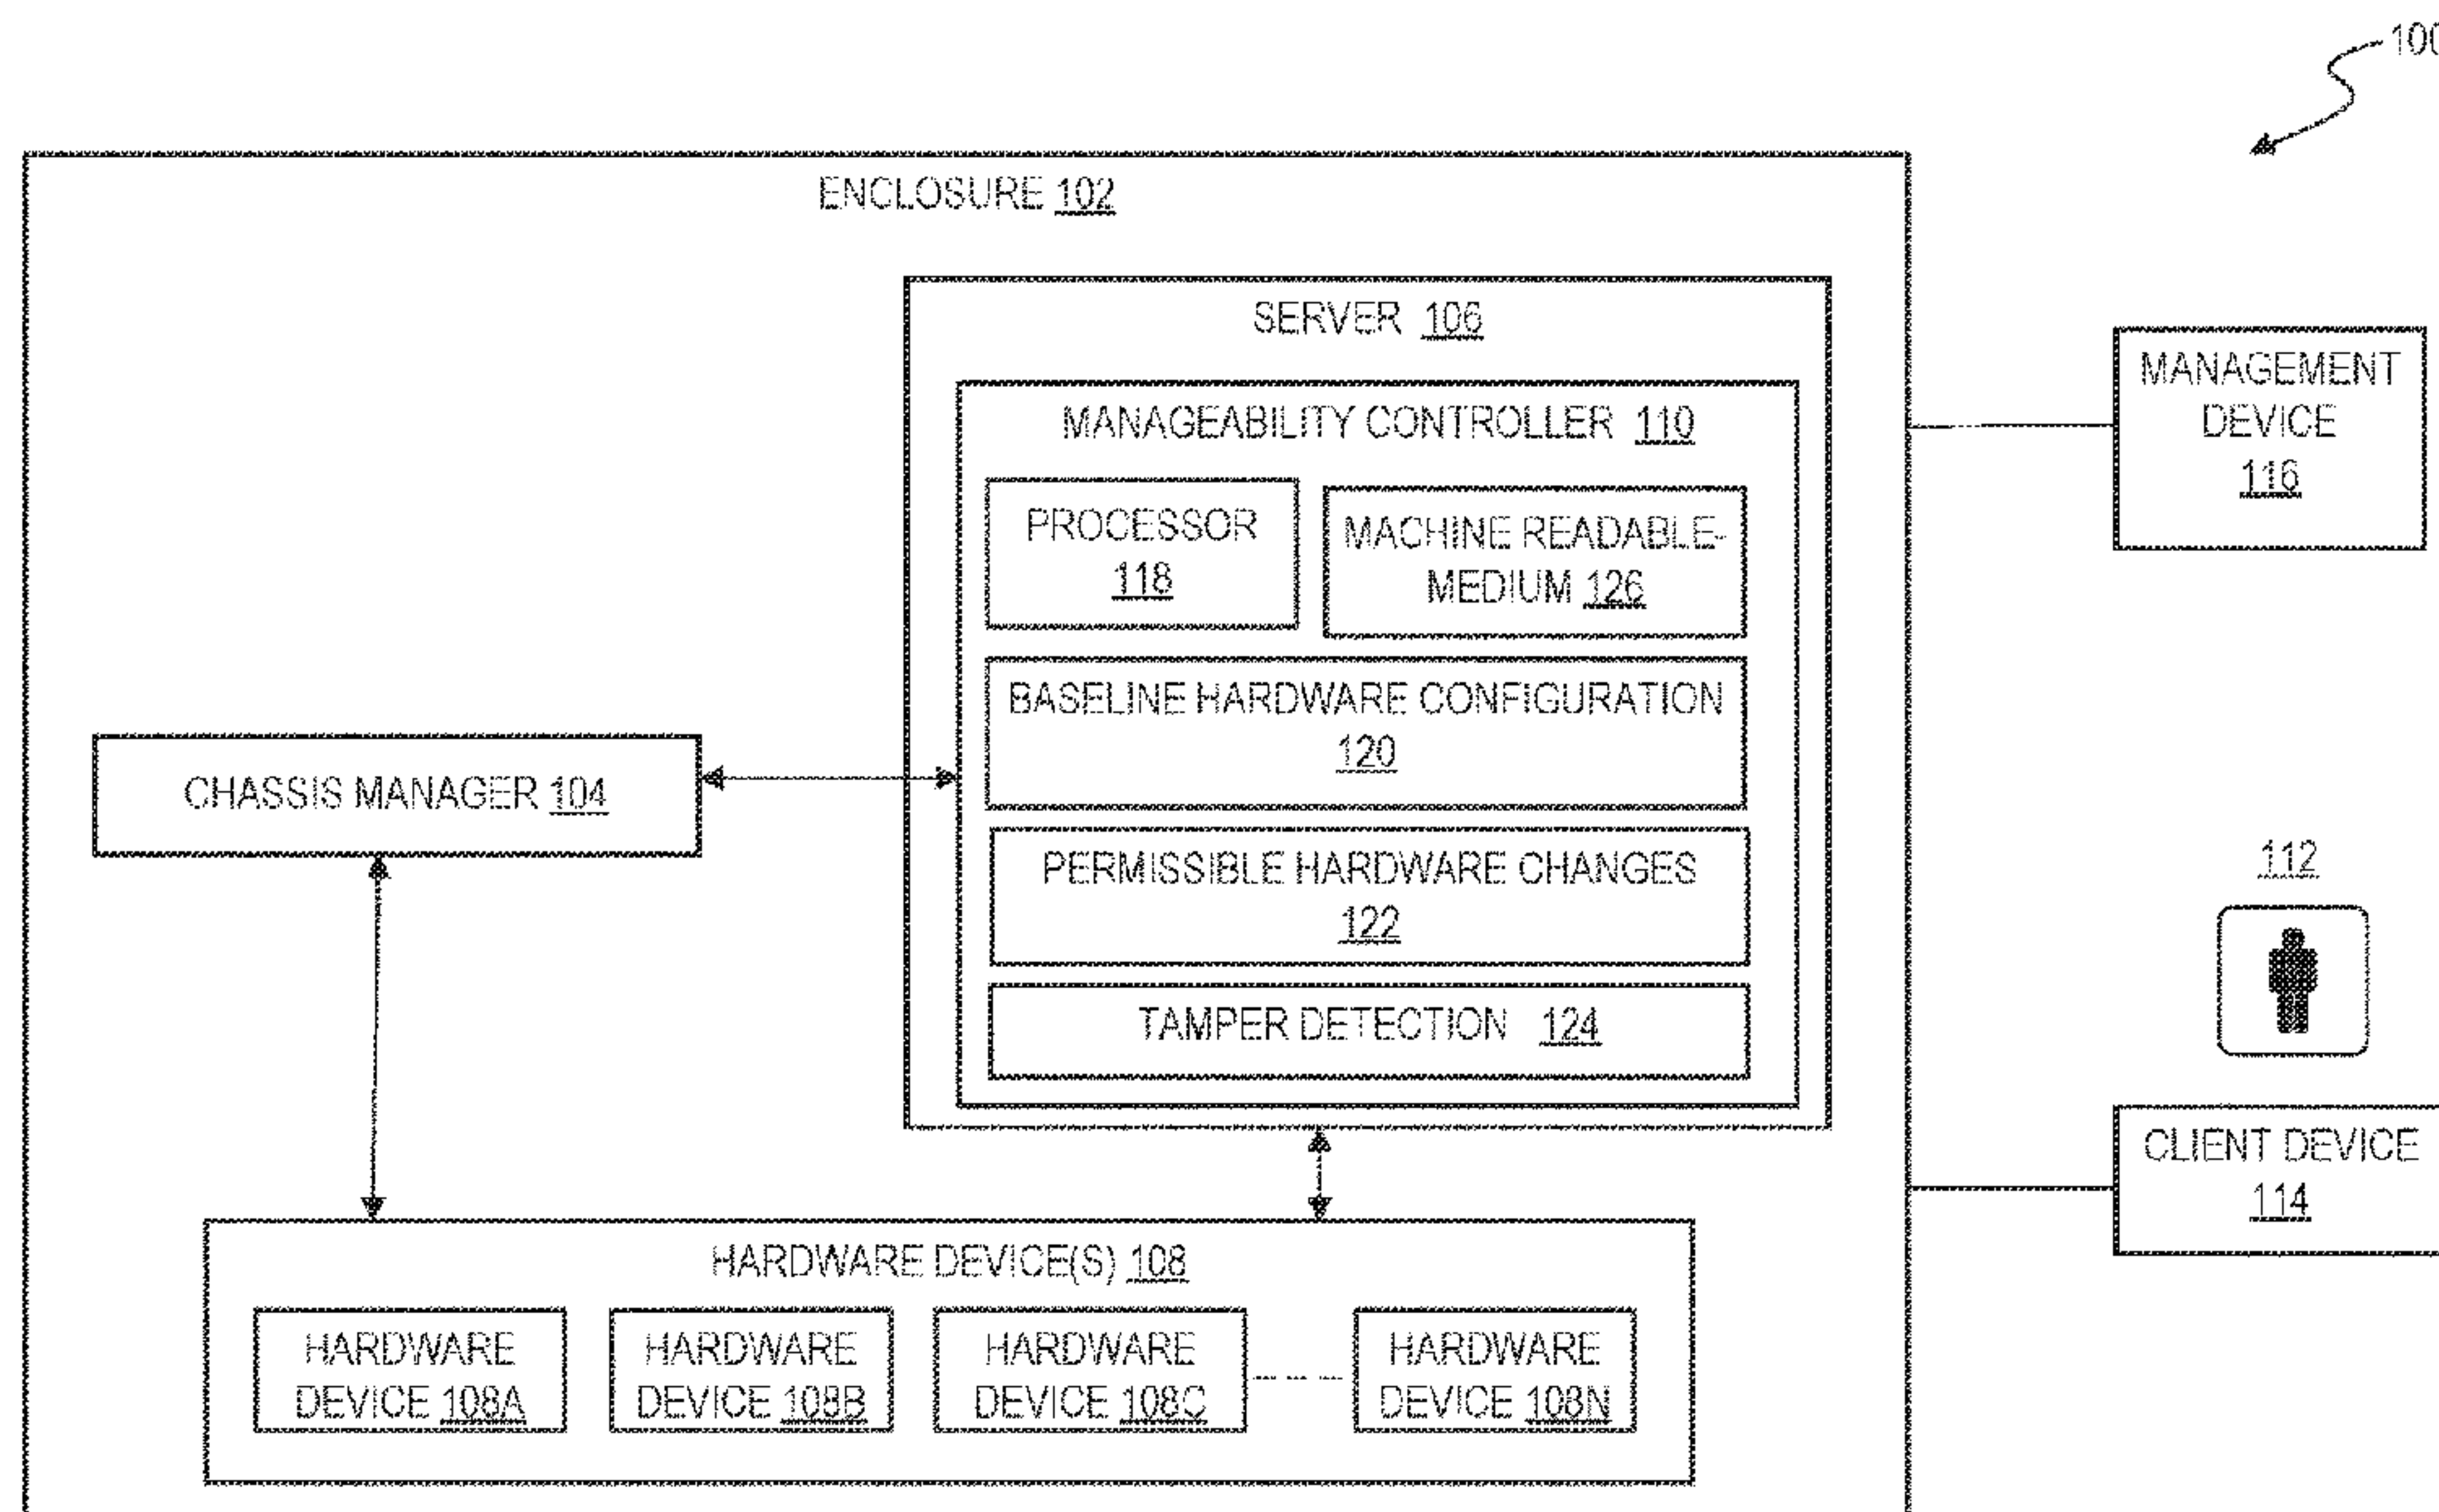 100
ENCLOSURE 102
SERVER 106
MANAGEABILITY CONTROLLER 110
PROCESSOR
118
MACHINE READABLE-
MEDIUM 126
BASELINE HARDWARE CONFIGURATION
120
PERMISSIBLE HARDWARE CHANGES
122
TAMPER DETECTION 124
CHASSIS MANAGER 104
HARDWARE DEVICE(S) 108
HARDWARE
DEVICE 108A
HARDWARE
DEVICE 108B
HARDWARE
DEVICE 108C
HARDWARE
DEVICE 108N
MANAGEMENT
DEVICE
116
112
CLIENT DEVICE
114